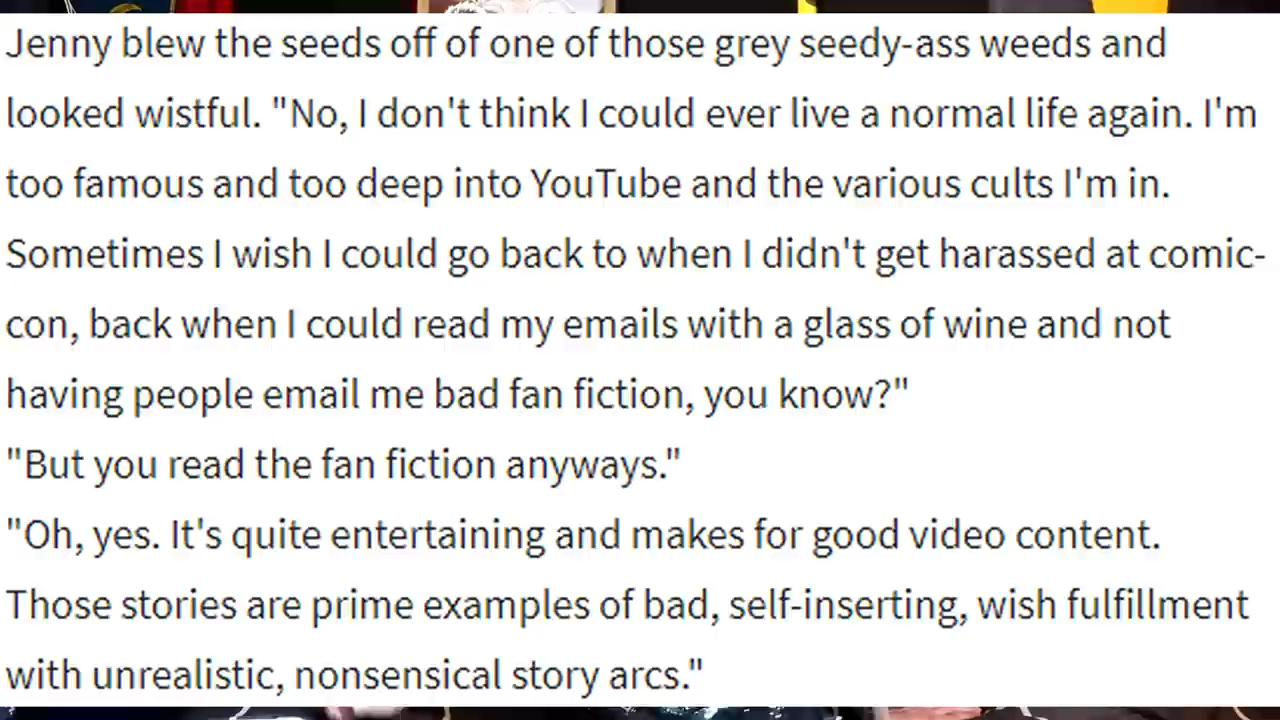 Jenny blew the seeds off of one of those grey seedy-ass weeds and
looked wistful. "No, I don't think I could ever live a normal life again. I'm
too famous and too deep into YouTube and the various cults I'm in.
Sometimes I wish I could go back to when I didn't get harassed at comic-
con, back when I could read my emails with a glass of wine and not
having people email me bad fan fiction, you know?"
"But you read the fan fiction anyways."
"Oh, yes. It's quite entertaining and makes for good video content.
Those stories are prime examples of bad, self-inserting, wish fulfillment
with unrealistic, nonsensical story arcs."